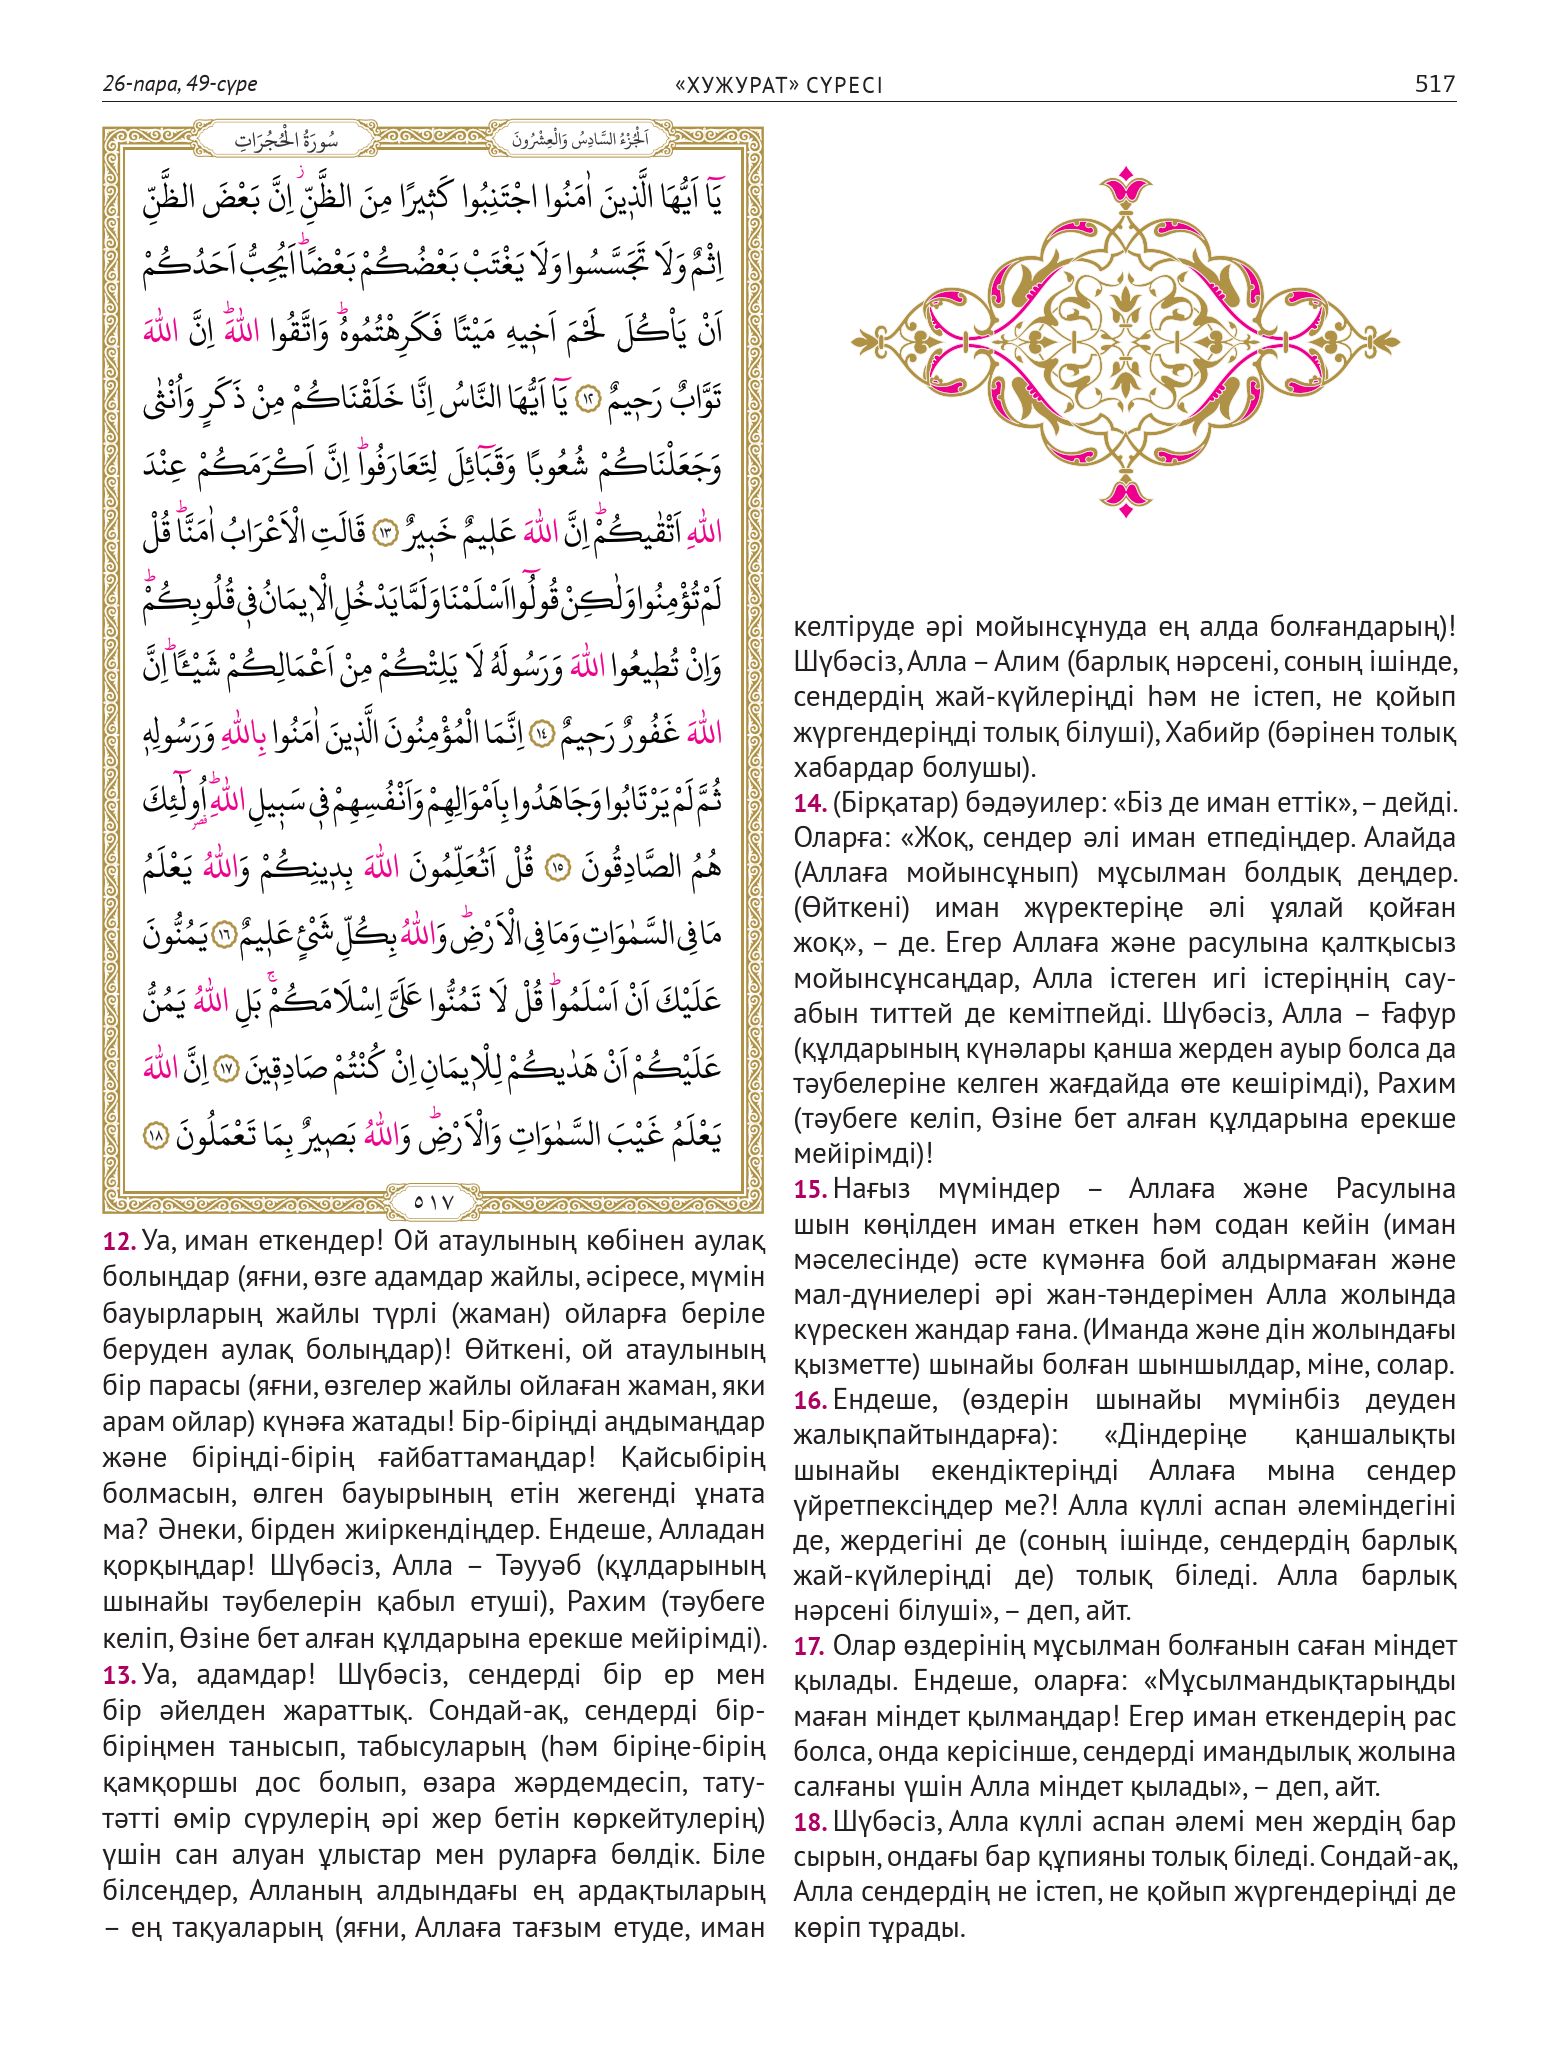 26-пара, 49-сүре
«ХУЖУРАТ» СҮРЕСІ
517
سُورَةُ الْحُجُرَاتِ
اَلْجُزْءُ السَّادِسُ وَالْعِشْرُونَ
يَٓا اَيُّهَا الَّذ۪ينَ اٰمَنُوا اجْتَنِبُوا كَث۪يرًا مِنَ الظَّنِّۘ اِنَّ بَعْضَ الظَّنِّ
اِثْمٌ وَلَا تَجَسَّسُوا وَلَا يَغْتَبْ بَعْضُكُمْ بَعْضًاۜ اَيُحِبُّ اَحَدُكُمْ
اَنْ يَاْكُلَ لَحْمَ اَخ۪يهِ مَيْتًا فَكَرِهْتُمُوهُۜ وَاتَّقُوا اللّٰهَۜ اِنَّ اللّٰهَ
تَوَّابٌ رَح۪يمٌ ﴿١٢﴾ يَٓا اَيُّهَا النَّاسُ اِنَّا خَلَقْنَاكُمْ مِنْ ذَكَرٍ وَاُنْثٰى
وَجَعَلْنَاكُمْ شُعُوبًا وَقَبَٓائِلَ لِتَعَارَفُواۜ اِنَّ اَكْرَمَكُمْ عِنْدَ
اللّٰهِ اَتْقٰيكُمْۜ اِنَّ اللّٰهَ عَل۪يمٌ خَب۪يرٌ ﴿١٣﴾ قَالَتِ الْاَعْرَابُ اٰمَنَّاۜ قُلْ
لَمْ تُؤْمِنُوا وَلٰكِنْ قُولُٓوا اَسْلَمْنَا وَلَمَّا يَدْخُلِ الْا۪يمَانُ ف۪ي قُلُوبِكُمْۜ
وَاِنْ تُط۪يعُوا اللّٰهَ وَرَسُولَهُ لَا يَلِتْكُمْ مِنْ اَعْمَالِكُمْ شَيْـًٔاۜ اِنَّ
اللّٰهَ غَفُورٌ رَح۪يمٌ ﴿١٤﴾ اِنَّمَا الْمُؤْمِنُونَ الَّذ۪ينَ اٰمَنُوا بِاللّٰهِ وَرَسُولِه۪
ثُمَّ لَمْ يَرْتَابُوا وَجَاهَدُوا بِاَمْوَالِهِمْ وَاَنْفُسِهِمْ ف۪ي سَب۪يلِ اللّٰهِۜ اُو۬لٰٓئِكَ
هُمُ الصَّادِقُونَ ﴿١٥﴾ قُلْ اَتُعَلِّمُونَ اللّٰهَ بِد۪ينِكُمْ وَاللّٰهُ يَعْلَمُ
مَا فِي السَّمٰوَاتِ وَمَا فِي الْاَرْضِۜ وَاللّٰهُ بِكُلِّ شَيْءٍ عَل۪يمٌ ﴿١٦﴾ يَمُنُّونَ
عَلَيْكَ اَنْ اَسْلَمُواۜ قُلْ لَا تَمُنُّوا عَلَيَّ اِسْلَامَكُمْۚ بَلِ اللّٰهُ يَمُنُّ
عَلَيْكُمْ اَنْ هَدٰيكُمْ لِلْا۪يمَانِ اِنْ كُنْتُمْ صَادِق۪ينَ ﴿١٧﴾ اِنَّ اللّٰهَ
يَعْلَمُ غَيْبَ السَّمٰوَاتِ وَالْاَرْضِۜ وَاللّٰهُ بَص۪يرٌ بِمَا تَعْمَلُونَ ﴿١٨﴾
٥١٧
12. Уа, иман еткендер! Ой атаулының көбінен аулақ
болыңдар (яғни, өзге адамдар жайлы, әсіресе, мүмін
бауырларың жайлы түрлі (жаман) ойларға беріле
беруден аулақ болыңдар)! Өйткені, ой атаулының
бір парасы (яғни, өзгелер жайлы ойлаған жаман, яки
арам ойлар) күнәға жатады! Бір-біріңді аңдымаңдар
және біріңді-бірің ғайбаттамаңдар! Қайсыбірің
болмасын, өлген бауырының етін жегенді ұната
ма? Әнеки, бірден жиіркендіңдер. Ендеше, Алладан
қорқыңдар! Шүбәсіз, Алла – Тәууәб (құлдарының
шынайы тәубелерін қабыл етуші), Рахим (тәубеге
келіп, Өзіне бет алған құлдарына ерекше мейірімді).
13. Уа, адамдар! Шүбәсіз, сендерді бір ер мен
бір әйелден жараттық. Сондай-ақ, сендерді бір-
біріңмен танысып, табысуларың (һәм біріңе-бірің
қамқоршы дос болып, өзара жәрдемдесіп, тату-
тәтті өмір сүрулерің әрі жер бетін көркейтулерің)
үшін сан алуан ұлыстар мен руларға бөлдік. Біле
білсеңдер, Алланың алдындағы ең ардақтыларың
– ең тақуаларың (яғни, Аллаға тағзым етуде, иман
келтіруде әрі мойынсұнуда ең алда болғандарың)!
Шүбәсіз, Алла – Алим (барлық нәрсені, соның ішінде,
сендердің жай-күйлеріңді һәм не істеп, не қойып
жүргендеріңді толық білуші), Хабийр (бәрінен толық
хабардар болушы).
14. (Бірқатар) бәдәуилер: «Біз де иман еттік», – дейді.
Оларға: «Жоқ, сендер әлі иман етпедіңдер. Алайда
(Аллаға мойынсұнып) мұсылман болдық деңдер.
(Өйткені) иман жүректеріңе әлі ұялай қойған
жоқ», – де. Егер Аллаға және расулына қалтқысыз
мойынсұнсаңдар, Алла істеген игі істеріңнің сау-
абын титтей де кемітпейді. Шүбәсіз, Алла – Ғафур
(құлдарының күнәлары қанша жерден ауыр болса да
тәубелеріне келген жағдайда өте кешірімді), Рахим
(тәубеге келіп, Өзіне бет алған құлдарына ерекше
мейірімді)!
15. Нағыз мүміндер – Аллаға және Расулына
шын көңілден иман еткен һәм содан кейін (иман
мәселесінде) әсте күмәнға бой алдырмаған және
мал-дүниелері әрі жан-тәндерімен Алла жолында
күрескен жандар ғана. (Иманда және дін жолындағы
қызметте) шынайы болған шыншылдар, міне, солар.
16. Ендеше, (өздерін шынайы мүмінбіз деуден
жалықпайтындарға): «Діндеріңе қаншалықты
шынайы екендіктеріңді Аллаға мына сендер
үйретпексіңдер ме?! Алла күллі аспан әлеміндегіні
де, жердегіні де (соның ішінде, сендердің барлық
жай-күйлеріңді де) толық біледі. Алла барлық
нәрсені білуші», – деп, айт.
17. Олар өздерінің мұсылман болғанын саған міндет
қылады. Ендеше, оларға: «Мұсылмандықтарыңды
маған міндет қылмаңдар! Егер иман еткендерің рас
болса, онда керісінше, сендерді имандылық жолына
салғаны үшін Алла міндет қылады», – деп, айт.
18. Шүбәсіз, Алла күллі аспан әлемі мен жердің бар
сырын, ондағы бар құпияны толық біледі. Сондай-ақ,
Алла сендердің не істеп, не қойып жүргендеріңді де
көріп тұрады.